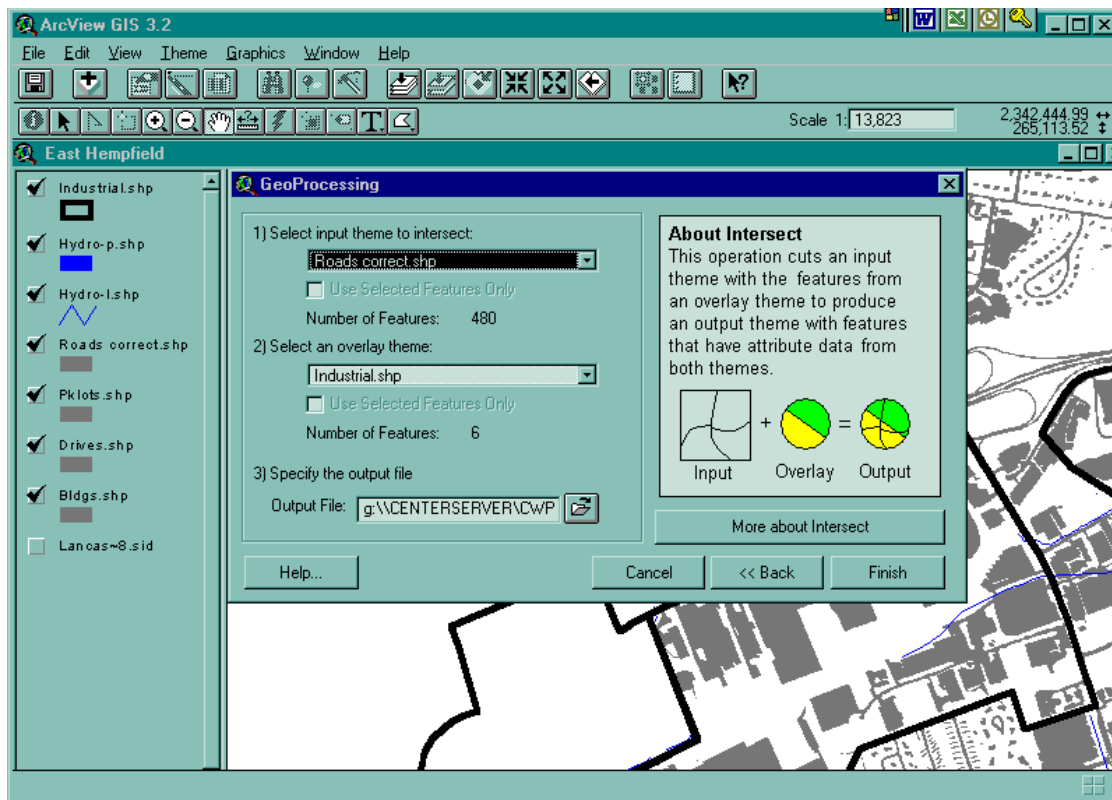 ArcView GIS 3.2
File Edit View Theme Graphics Window Help
Scale 1: 13,823
2,342,444.99
265,113.52
East Hempfield
Industrial.shp
Hydro-p.shp
Hydro-l.shp
Roads correct.shp
Pklots.shp
Drives.shp
Bldgs.shp
Lancas~8.sid
GeoProcessing
1) Select input theme to intersect:
Roads correct.shp
Use Selected Features Only
Number of Features: 480
2) Select an overlay theme:
Industrial.shp
Use Selected Features Only
Number of Features: 6
3) Specify the output file
Output File: g:\\CENTERSERVER\CWP
About Intersect
This operation cuts an input
theme with the features from
an overlay theme to produce
an output theme with features
that have attribute data from
both themes.
+ =
Input Overlay Output
More about Intersect
Help... Cancel << Back Finish